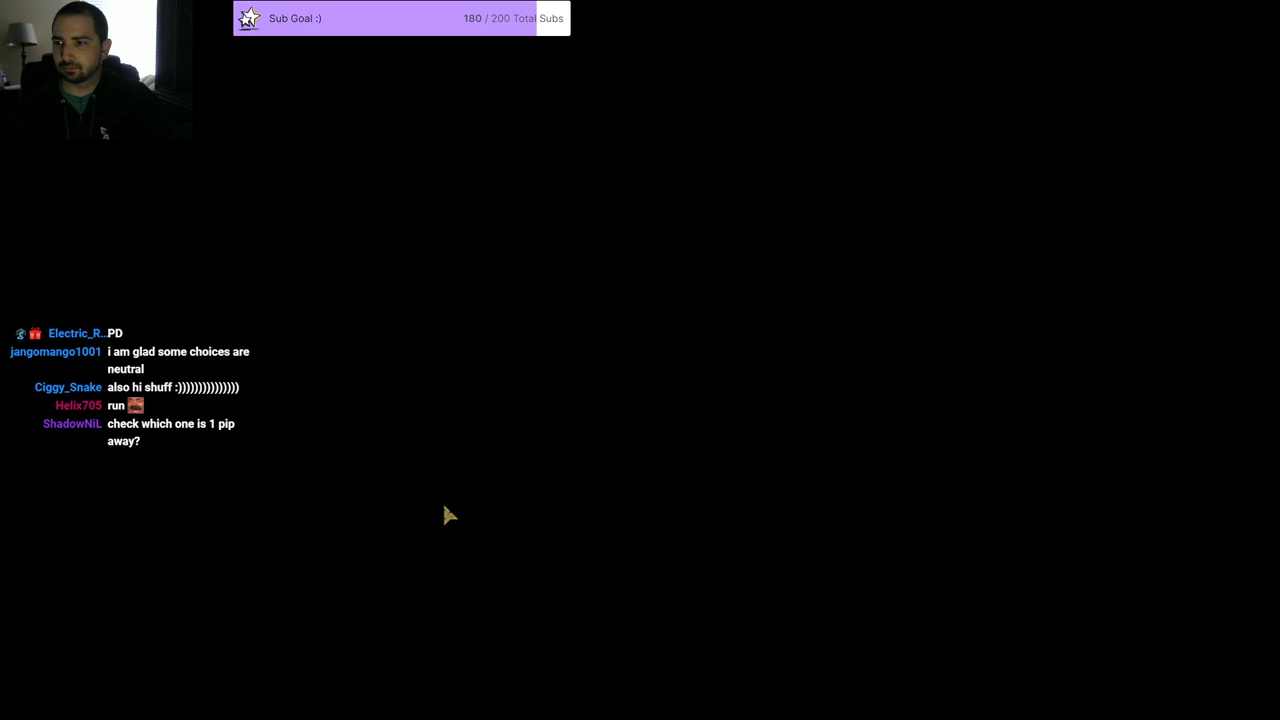 Sub Goal :) 180 / 200 Total Subs
Electric_R... PD
jangomango1001 i am glad some choices are
neutral
Ciggy_Snake also hi shuff :)))))))))))))))
Helix705 run
ShadowNiL check which one is 1 pip
away?